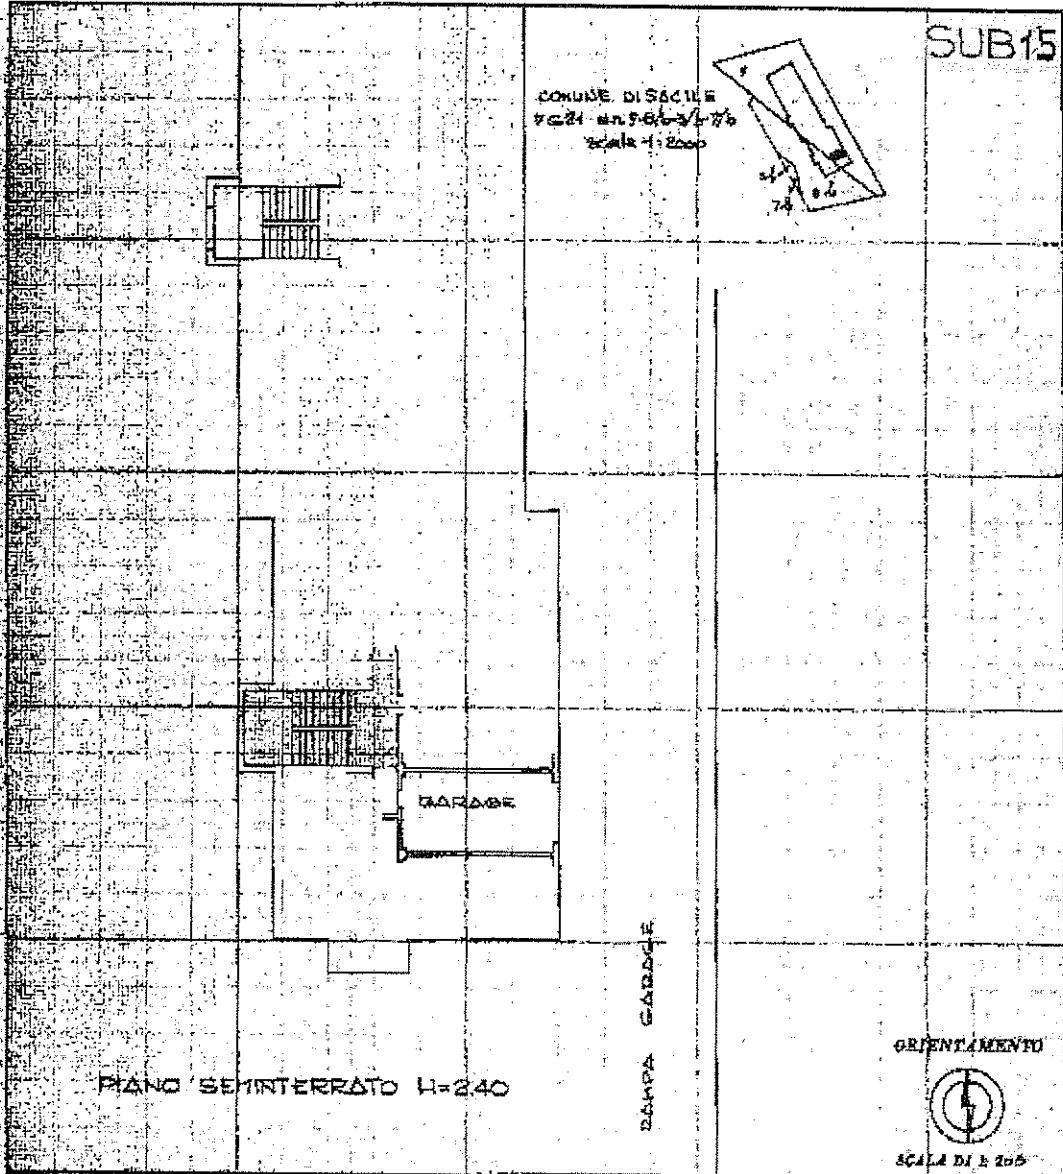 SUB15
COMUNE DI SACILE
scala 1:2000
GARAGE
RAMPA GARAGE
PIANO SEMINTERRATO H=2.40
ORIENTAMENTO
SCALA DI 1: 200